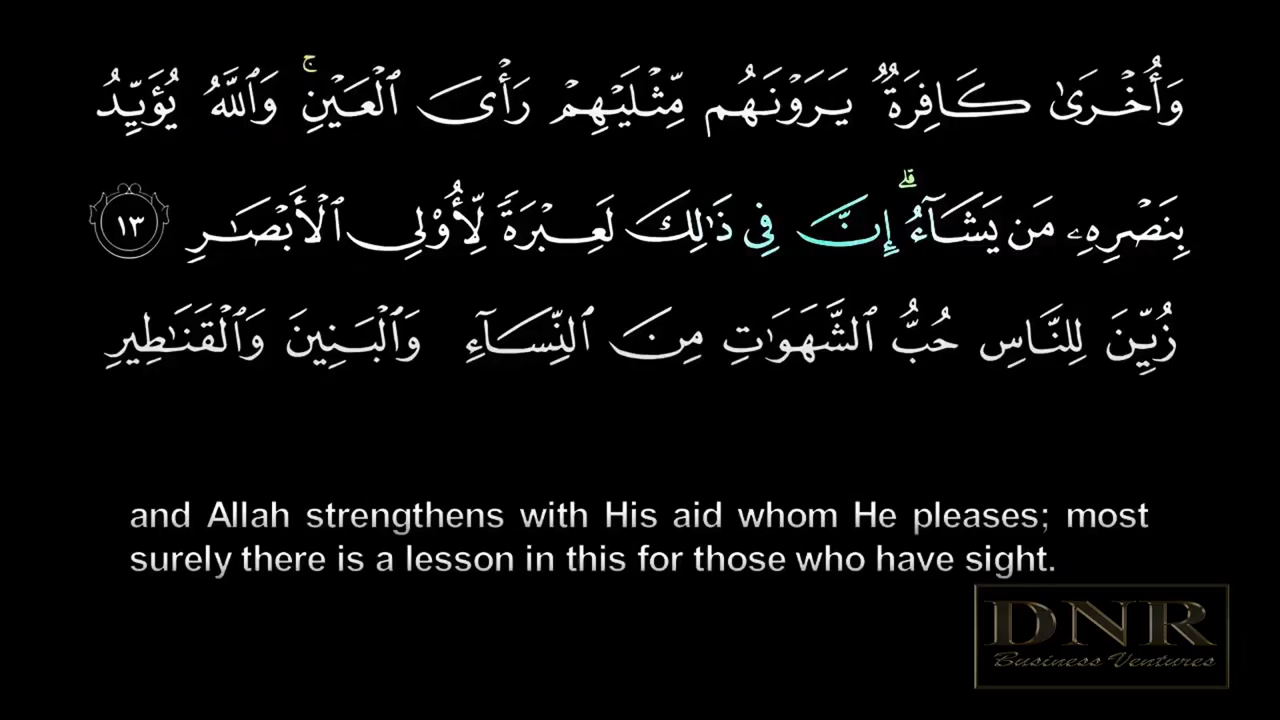 وَأُخْرَىٰ كَافِرَةٌ يَرَوْنَهُم مِّثْلَيْهِمْ رَأْىَ ٱلْعَيْنِ ۚ وَٱللَّهُ يُؤَيِّدُ
بِنَصْرِهِۦ مَن يَشَآءُ ۗ إِنَّ فِى ذَٰلِكَ لَعِبْرَةً لِّأُو۟لِى ٱلْأَبْصَـٰرِ ١٣
زُيِّنَ لِلنَّاسِ حُبُّ ٱلشَّهَوَٰتِ مِنَ ٱلنِّسَآءِ وَٱلْبَنِينَ وَٱلْقَنَـٰطِيرِ
and Allah strengthens with His aid whom He pleases; most
surely there is a lesson in this for those who have sight.
DNR
Business Ventures